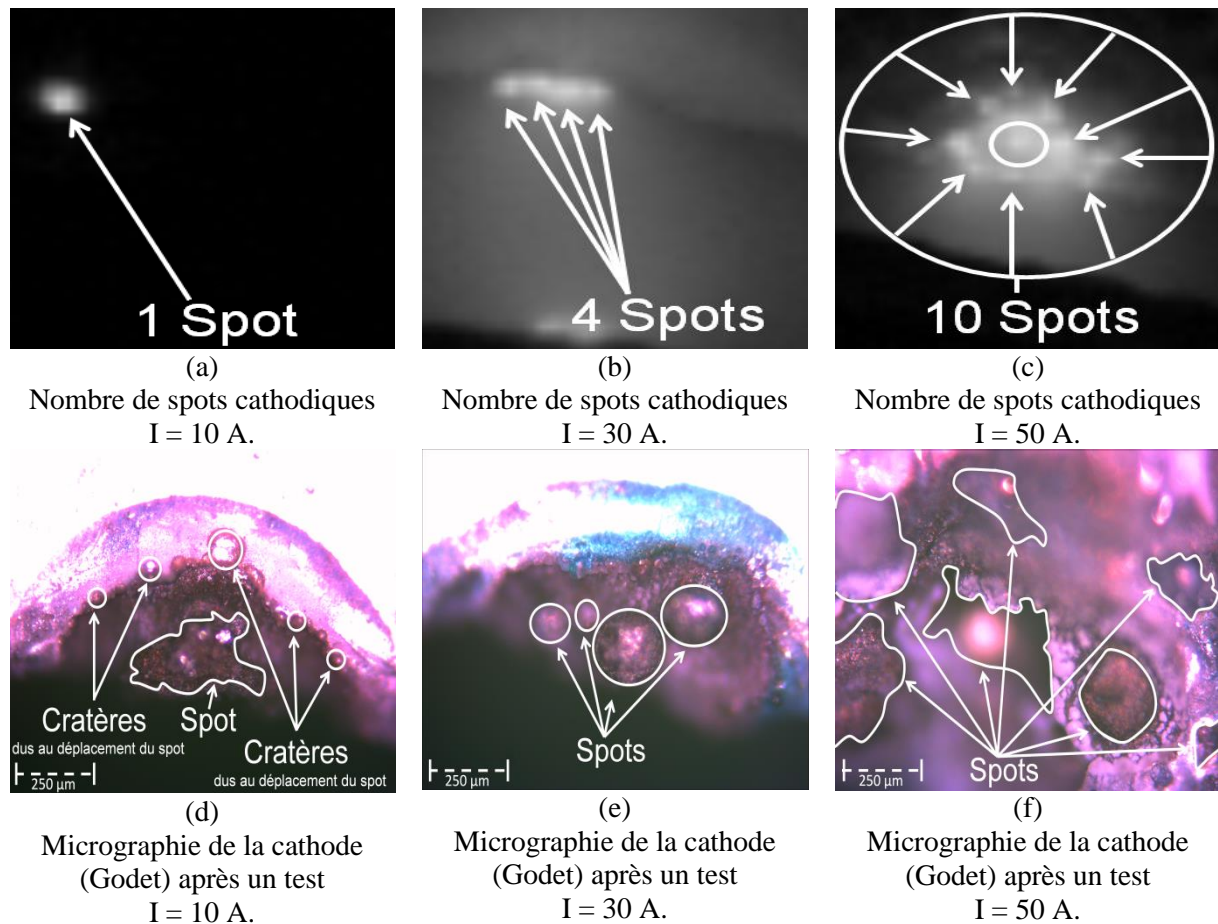 1 Spot
4 Spots
10 Spots
(a)
Nombre de spots cathodiques
I = 10 A.
(b)
Nombre de spots cathodiques
I = 30 A.
(c)
Nombre de spots cathodiques
I = 50 A.
Cratères
dus au déplacement du spot
Spot
Cratères
dus au déplacement du spot
250 µm
Spots
250 µm
Spots
250 µm
(d)
Micrographie de la cathode
(Godet) après un test
I = 10 A.
(e)
Micrographie de la cathode
(Godet) après un test
I = 30 A.
(f)
Micrographie de la cathode
(Godet) après un test
I = 50 A.